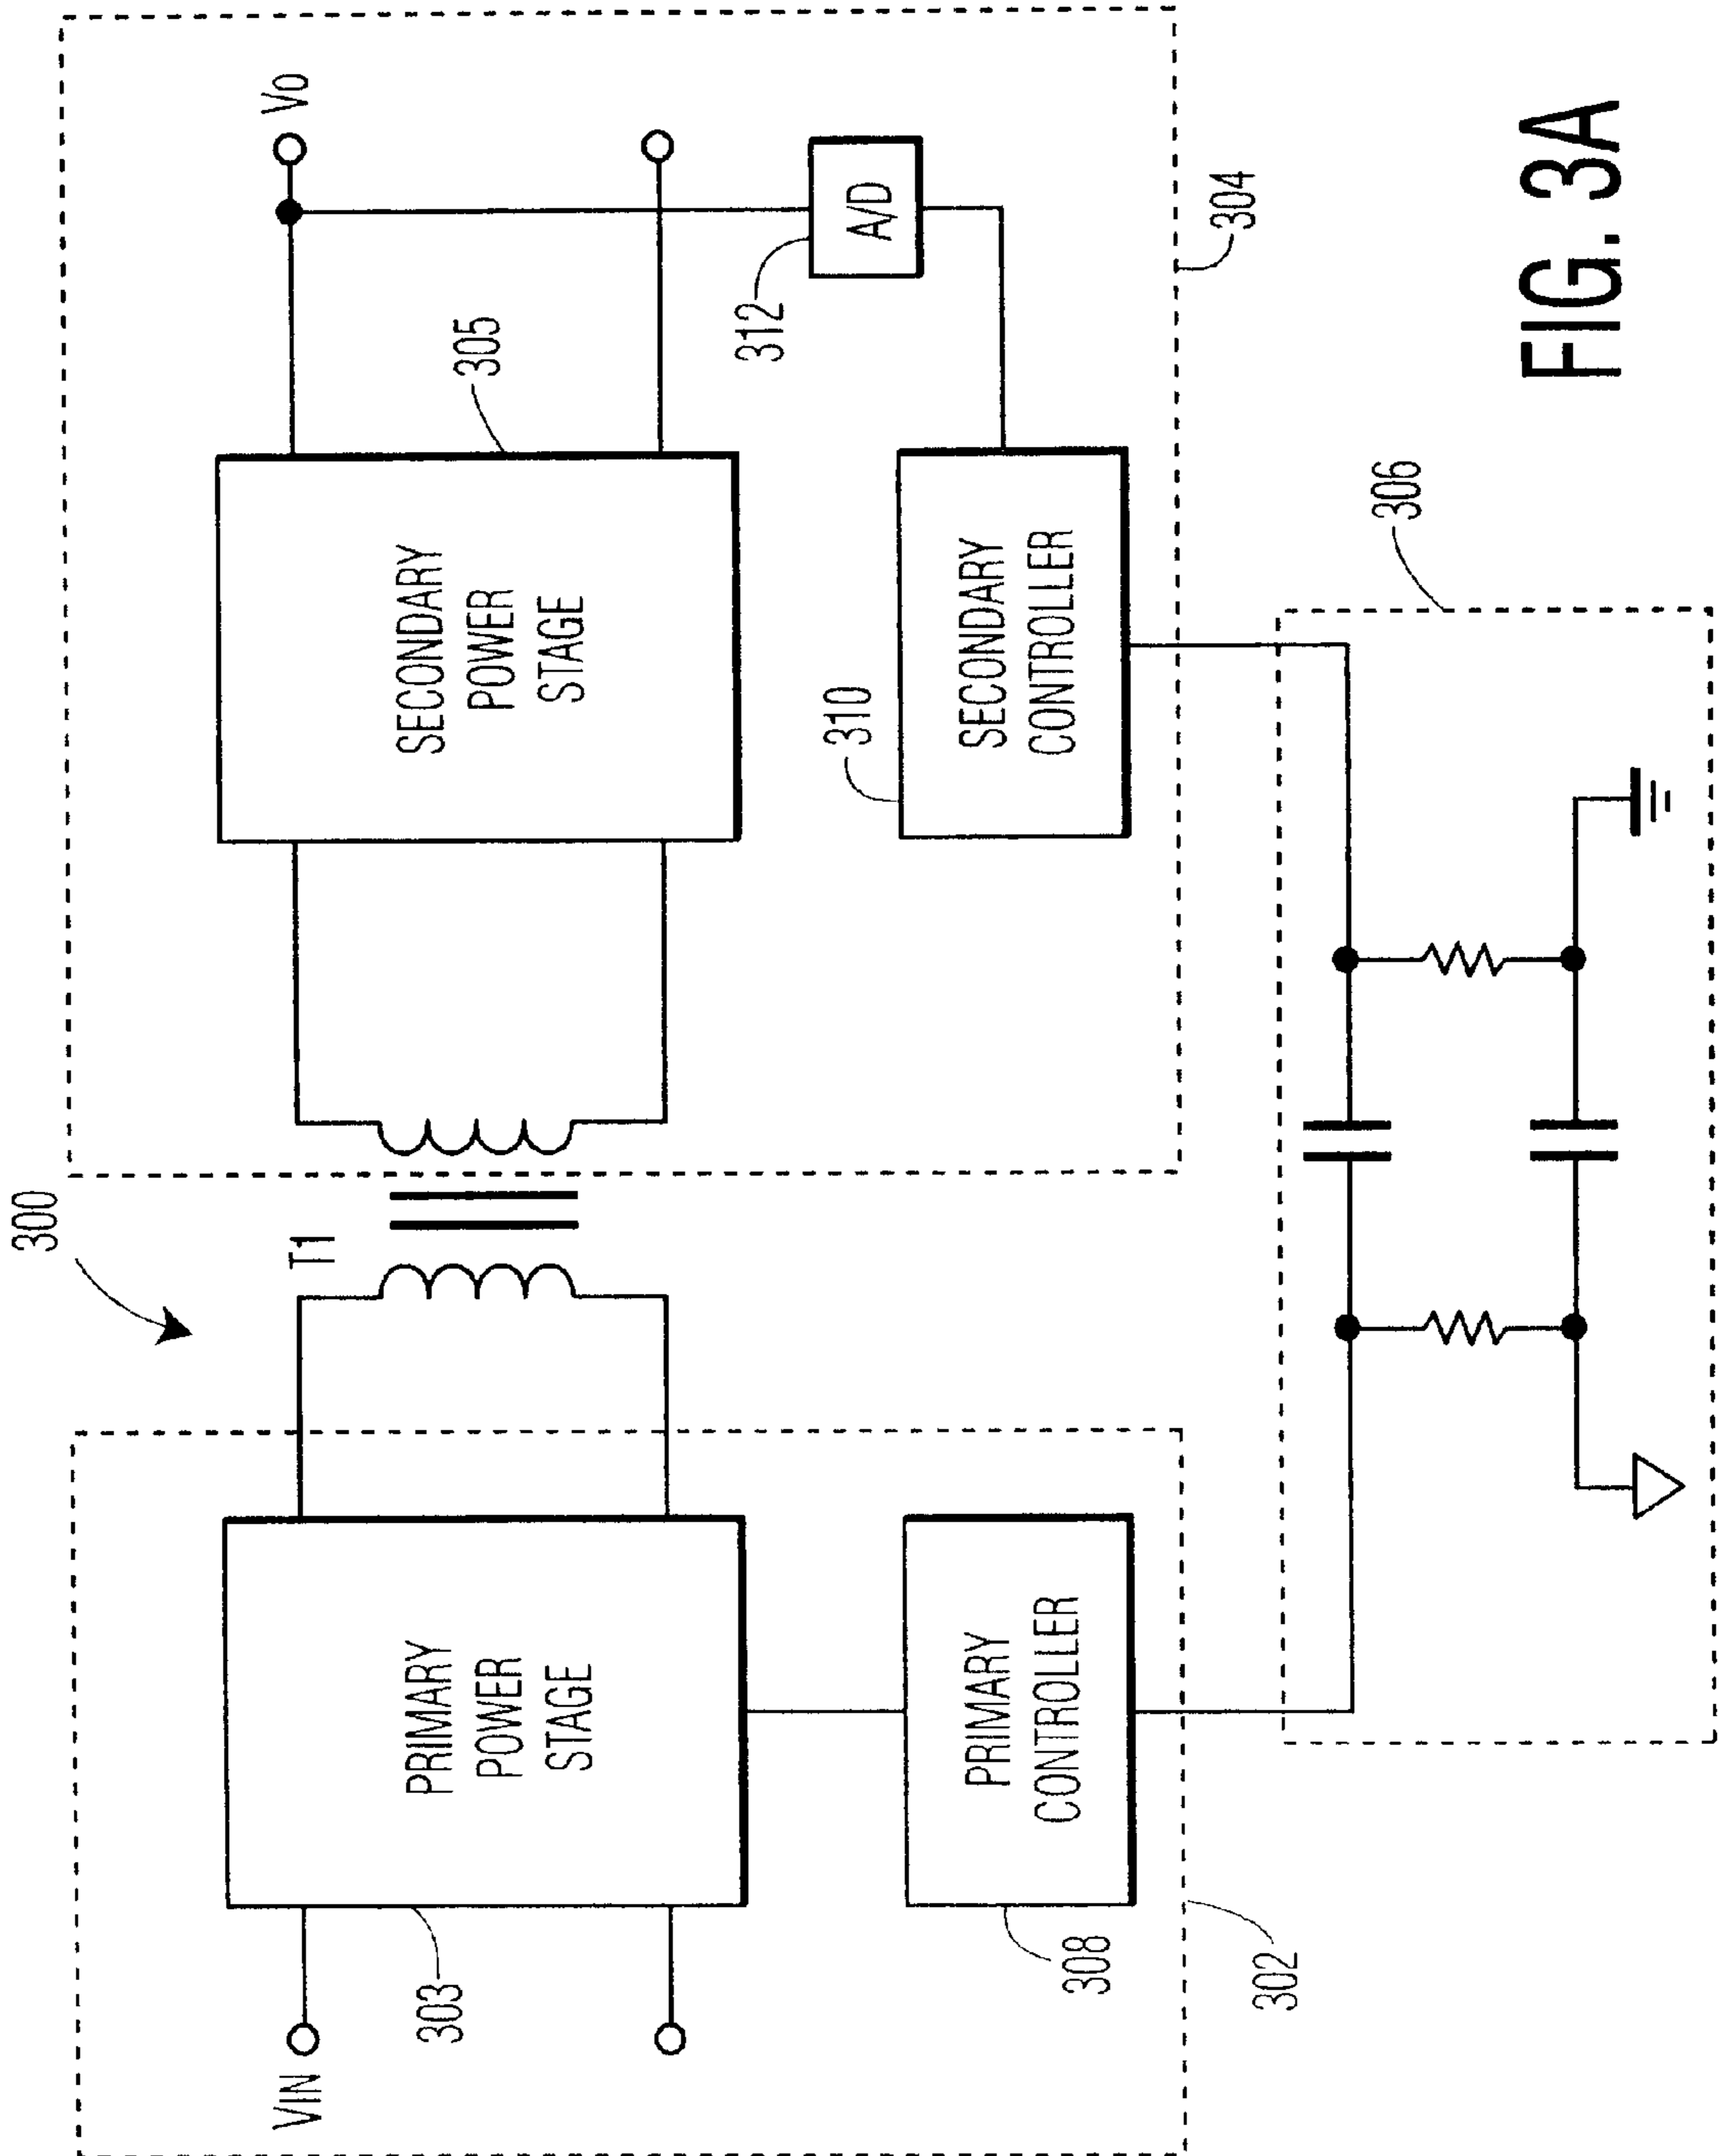 300
VIN
303
PRIMARY
POWER
STAGE
T1
SECONDARY
POWER
STAGE
305
Vo
308
PRIMARY
CONTROLLER
302
310
SECONDARY
CONTROLLER
312
A/D
304
306
FIG. 3A